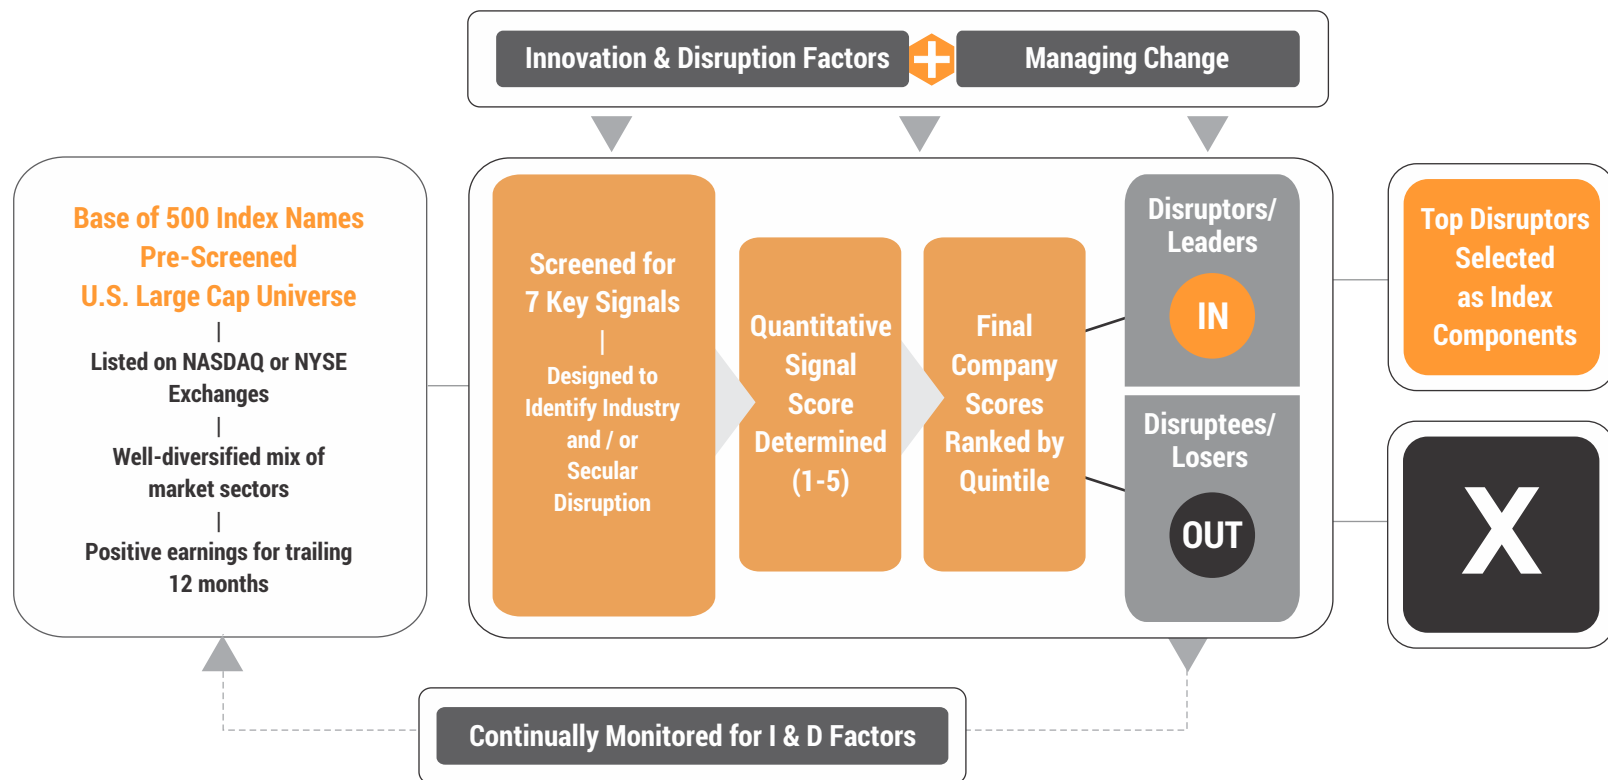 Innovation & Disruption Factors
Managing Change
Base of 500 Index Names
Pre-Screened
U.S. Large Cap Universe
|
Listed on NASDAQ or NYSE
Exchanges
|
Well-diversified mix of
market sectors
|
Positive earnings for trailing
12 months
Screened for
7 Key Signals
|
Designed to
Identify Industry
and / or
Secular
Disruption
Quantitative
Signal
Score
Determined
(1-5)
Final
Company
Scores
Ranked by
Quintile
Disruptors/
Leaders
IN
Disruptees/
Losers
OUT
Top Disruptors
Selected
as Index
Components
X
Continually Monitored for I & D Factors